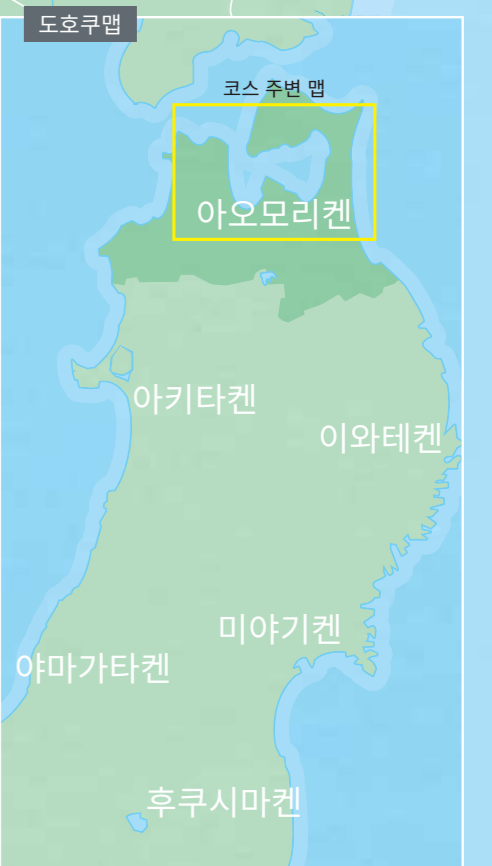 도호쿠맵
코스 주변 맵
아오모리켄
아키타켄
이와테켄
미야기켄
야마가타켄
후쿠시마켄